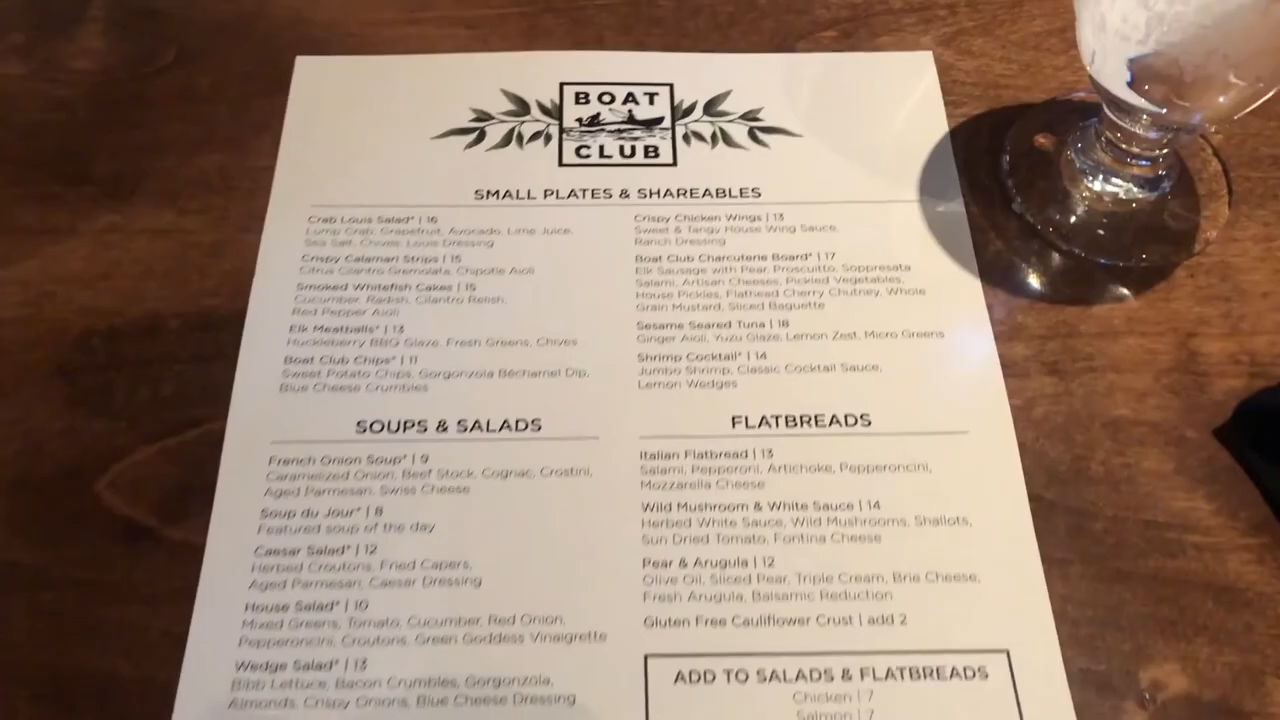 BOAT
CLUB
SMALL PLATES & SHAREABLES
Crab Louis Salad* | 16
Lump Crab, Grapefruit, Avocado, Lime Juice,
Sea Salt, Chives, Louis Dressing
Crispy Calamari Strips | 15
Citrus Cilantro Gremolata, Chipotle Aioli
Smoked Whitefish Cakes | 15
Cucumber, Radish, Cilantro Relish,
Red Pepper Aioli
Elk Meatballs* | 13
Huckleberry BBQ Glaze, Fresh Greens, Chives
Boat Club Chips* | 11
Sweet Potato Chips, Gorgonzola Béchamel Dip,
Blue Cheese Crumbles
Crispy Chicken Wings | 13
Sweet & Tangy House Wing Sauce,
Ranch Dressing
Boat Club Charcuterie Board* | 17
Elk Sausage with Pear, Proscuitto, Soppresata
Salami, Artisan Cheeses, Pickled Vegetables,
House Pickles, Flathead Cherry Chutney, Whole
Grain Mustard, Sliced Baguette
Sesame Seared Tuna | 18
Ginger Aioli, Yuzu Glaze, Lemon Zest, Micro Greens
Shrimp Cocktail* | 14
Jumbo Shrimp, Classic Cocktail Sauce,
Lemon Wedges
SOUPS & SALADS
French Onion Soup* | 9
Caramelized Onion, Beef Stock, Cognac, Crostini,
Aged Parmesan, Swiss Cheese
Soup du Jour* | 8
Featured soup of the day
Caesar Salad* | 12
Herbed Croutons, Fried Capers,
Aged Parmesan, Caesar Dressing
House Salad* | 10
Mixed Greens, Tomato, Cucumber, Red Onion,
Pepperoncini, Croutons, Green Goddess Vinaigrette
Wedge Salad* | 13
Bibb Lettuce, Bacon Crumbles, Gorgonzola,
Almonds, Crispy Onions, Blue Cheese Dressing
FLATBREADS
Italian Flatbread | 13
Salami, Pepperoni, Artichoke, Pepperoncini,
Mozzarella Cheese
Wild Mushroom & White Sauce | 14
Herbed White Sauce, Wild Mushrooms, Shallots,
Sun Dried Tomato, Fontina Cheese
Pear & Arugula | 12
Olive Oil, Sliced Pear, Triple Cream, Brie Cheese,
Fresh Arugula, Balsamic Reduction
Gluten Free Cauliflower Crust | add 2
ADD TO SALADS & FLATBREADS
Chicken | 7
Salmon | 7